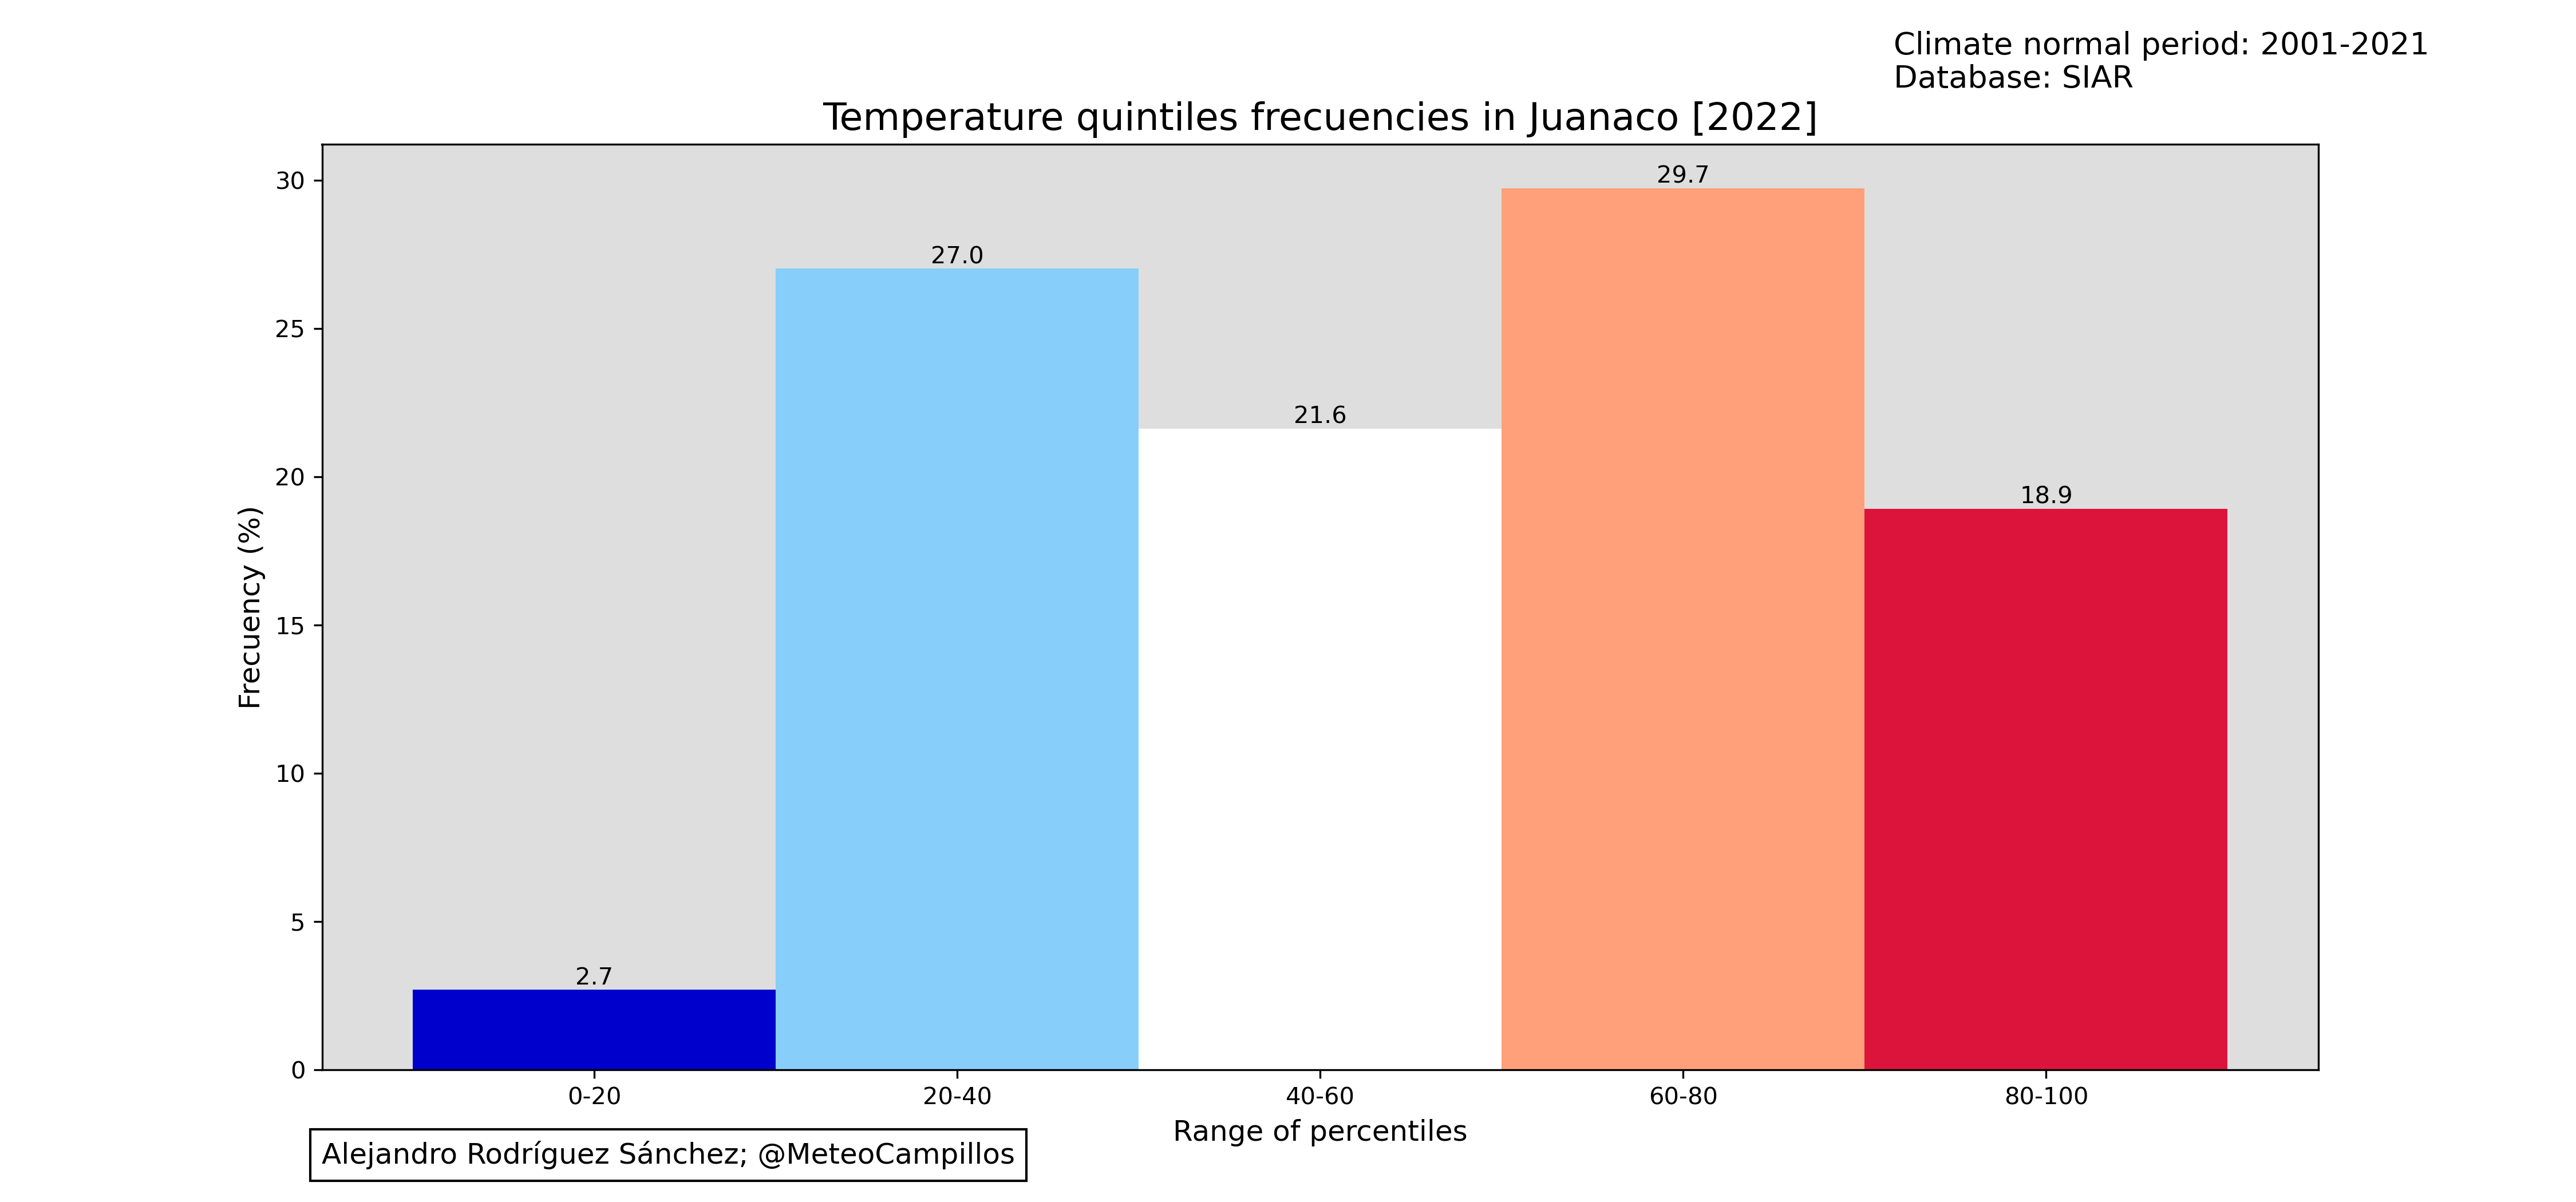 Climate normal period: 2001-2021
Database: SIAR
Temperature quintiles frecuencies in Juanaco [2022]
Frecuency (%)
30
25
20
15
10
5
0
2.7
27.0
21.6
29.7
18.9
0-20
20-40
40-60
60-80
80-100
Range of percentiles
Alejandro Rodríguez Sánchez; @MeteoCampillos